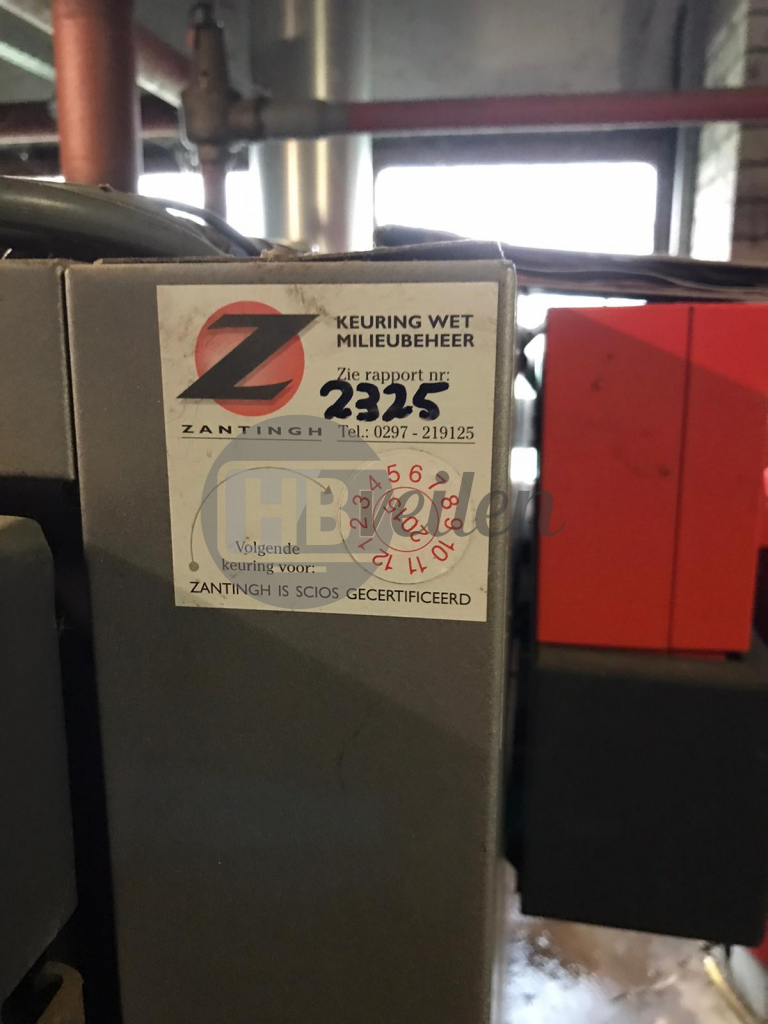 Z
KEURING WET
MILIEUBEHEER
Zie rapport nr:
2325
ZANTINGH
Tel.: 0297 - 219125
HBveilen
1 2 3 4 5 6 7 8 9 10 11 12
2015
Volgende
keuring voor:
ZANTINGH IS SCIOS GECERTIFICEERD